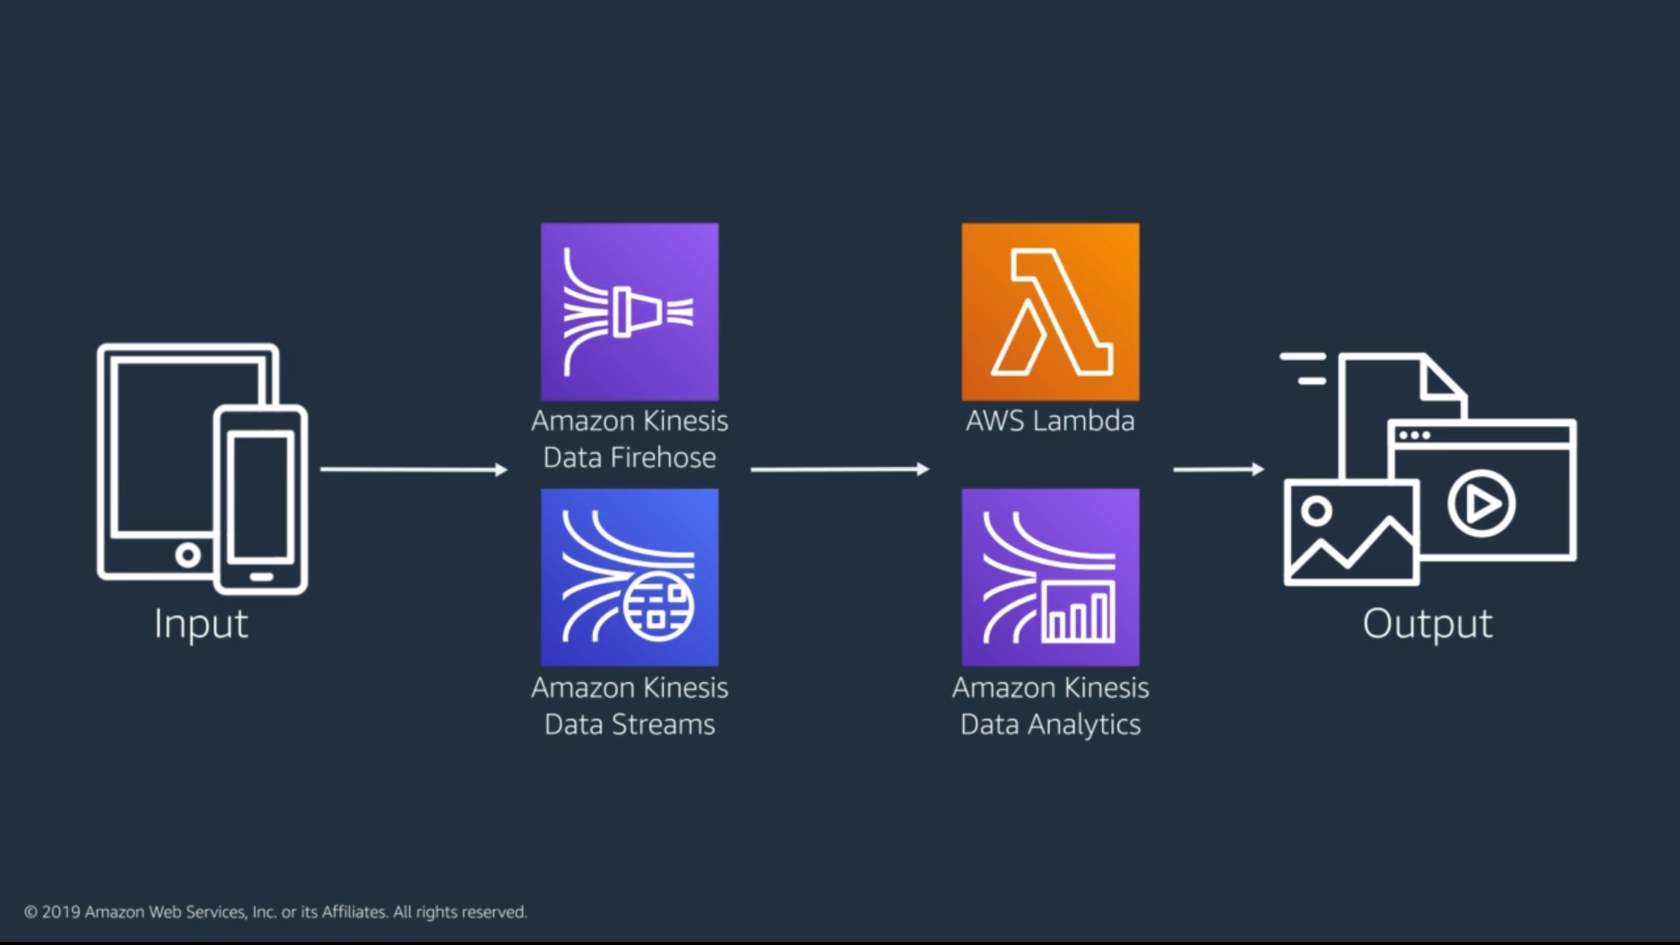 Amazon Kinesis
Data Firehose
AWS Lambda
Input
Output
Amazon Kinesis
Data Streams
Amazon Kinesis
Data Analytics
© 2019 Amazon Web Services, Inc. or its Affiliates. All rights reserved.